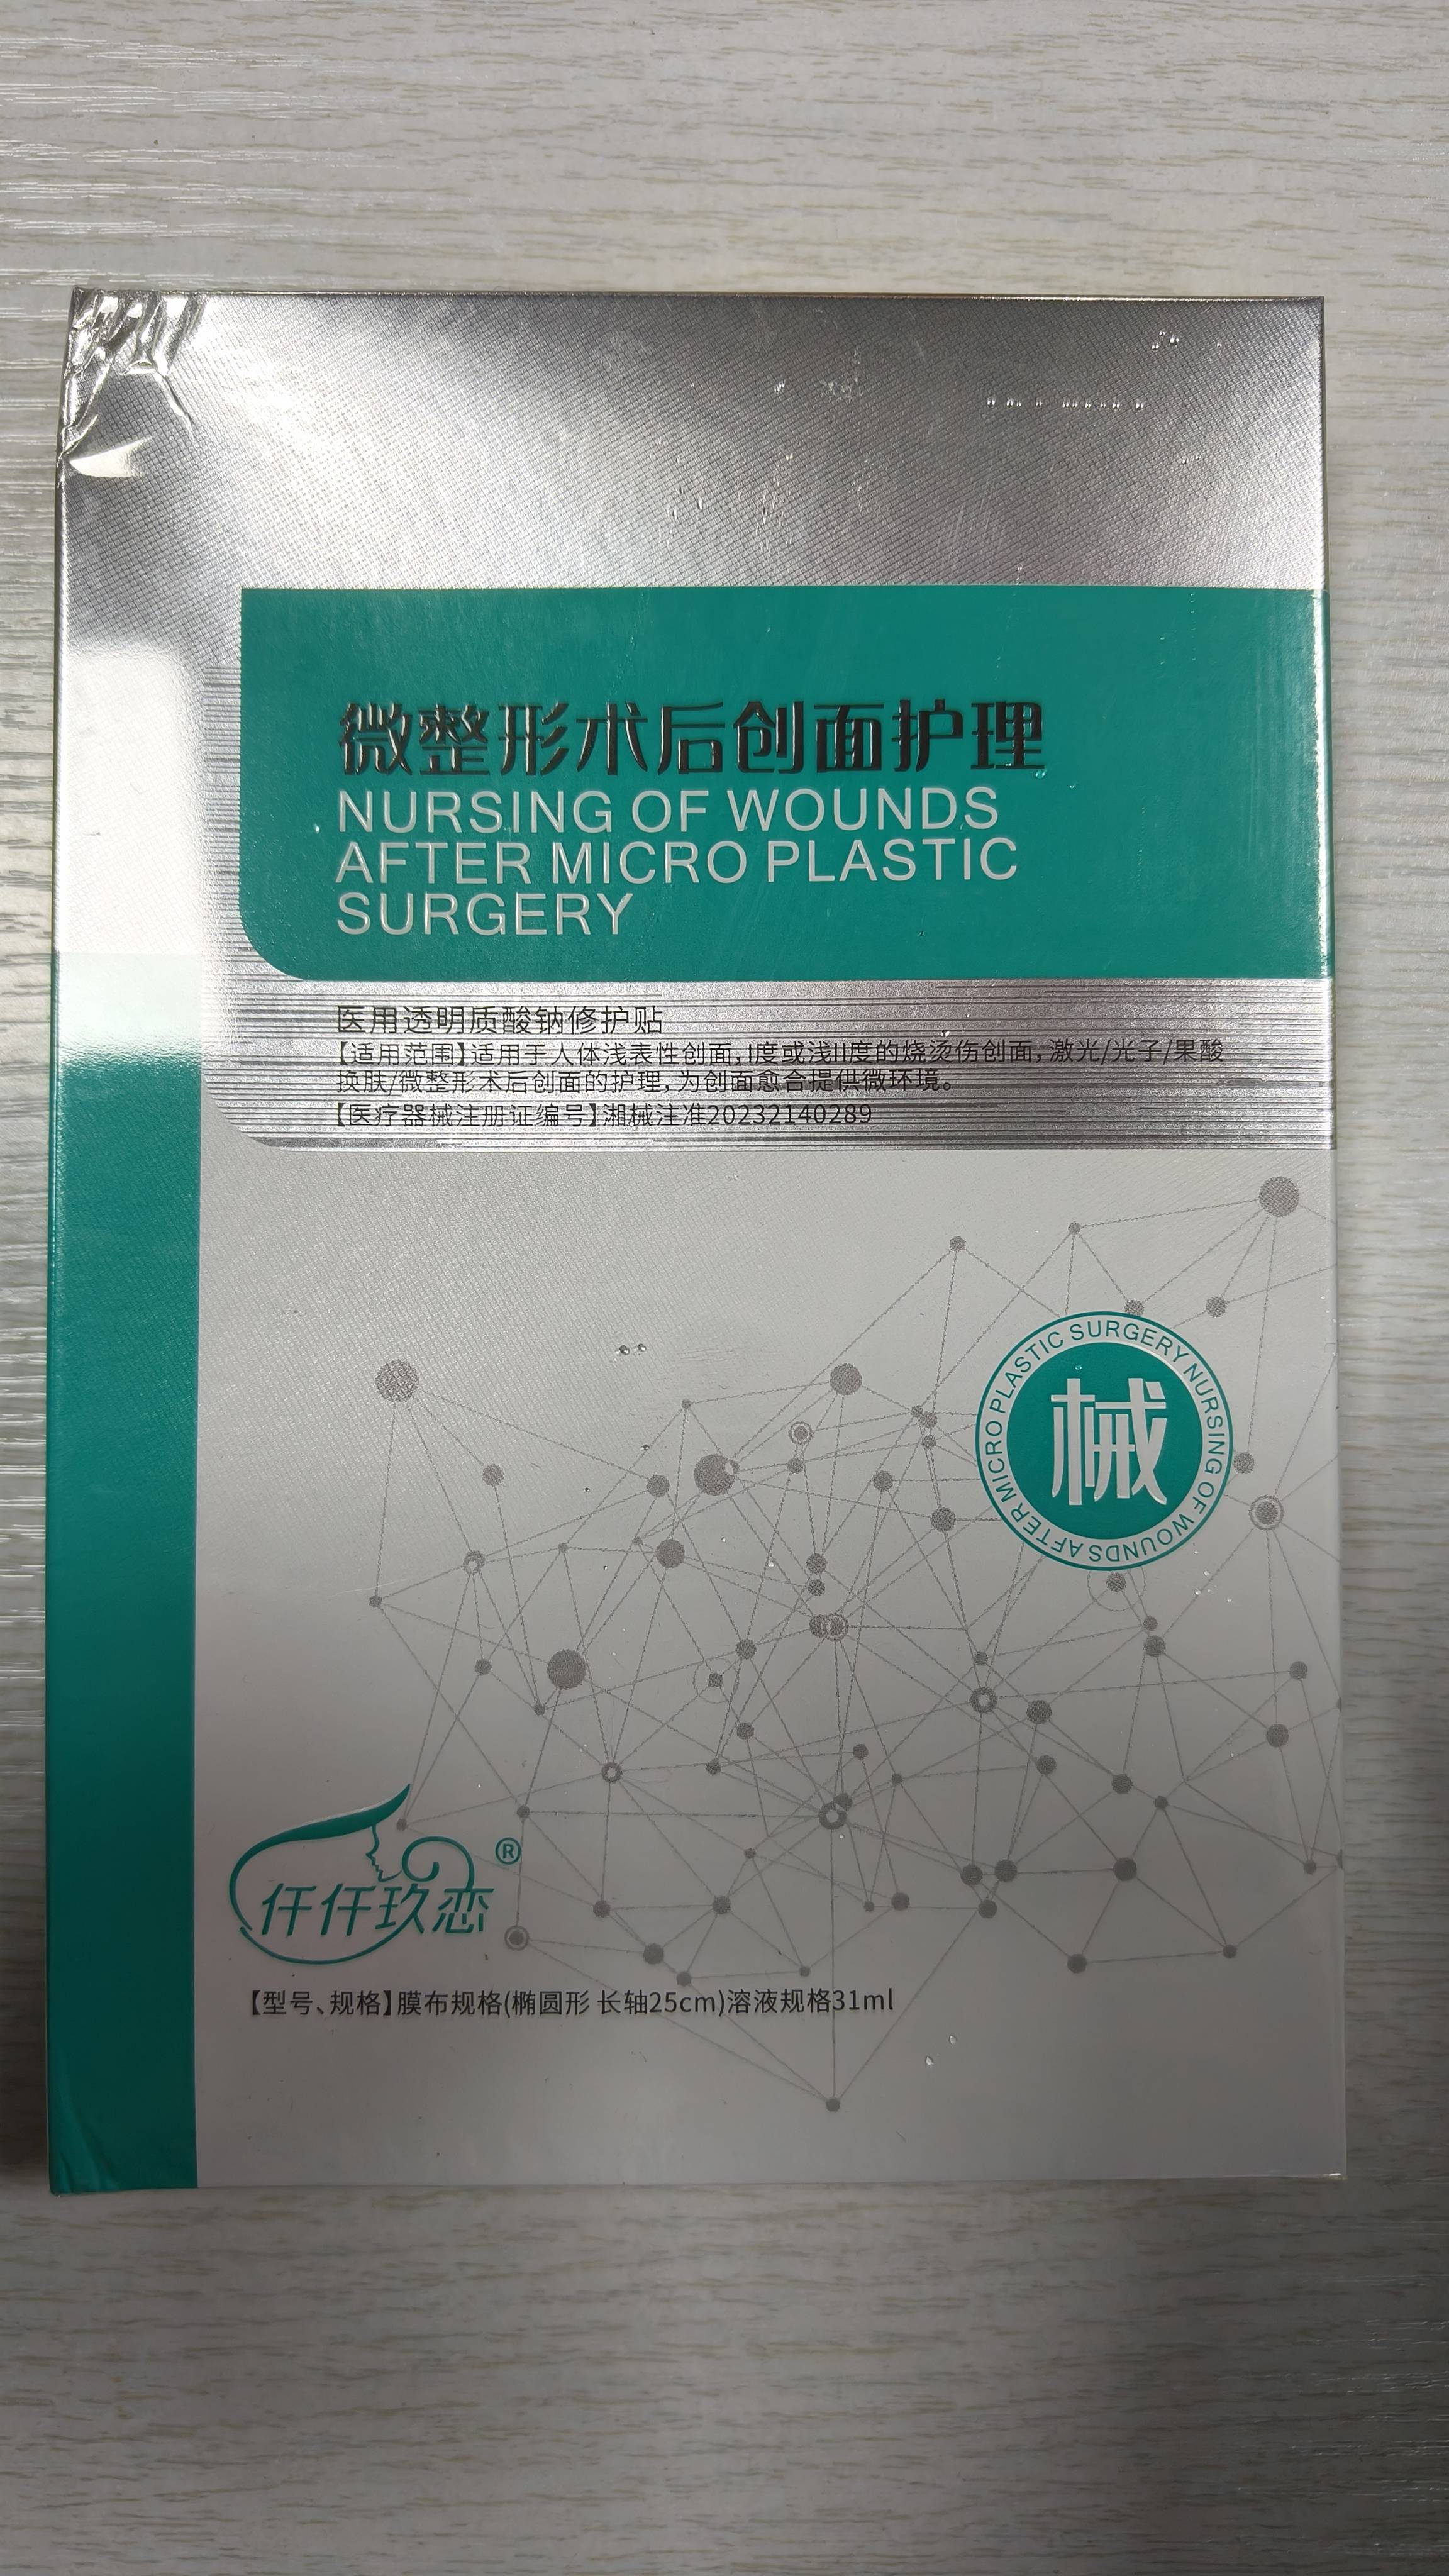 微整形术后创面护理
NURSING OF WOUNDS
AFTER MICRO PLASTIC
SURGERY
医用透明质酸钠修护贴
【适用范围】适用于人体浅表性创面,I度或浅II度的烧烫伤创面,激光/光子/果酸
换肤/微整形术后创面的护理,为创面愈合提供微环境。
【医疗器械注册证编号】湘械注准20232140289
MICRO PLASTIC SURGERY NURSING OF WOUNDS AFTER
械
仟仟玖恋®
【型号、规格】膜布规格(椭圆形 长轴25cm)溶液规格31ml